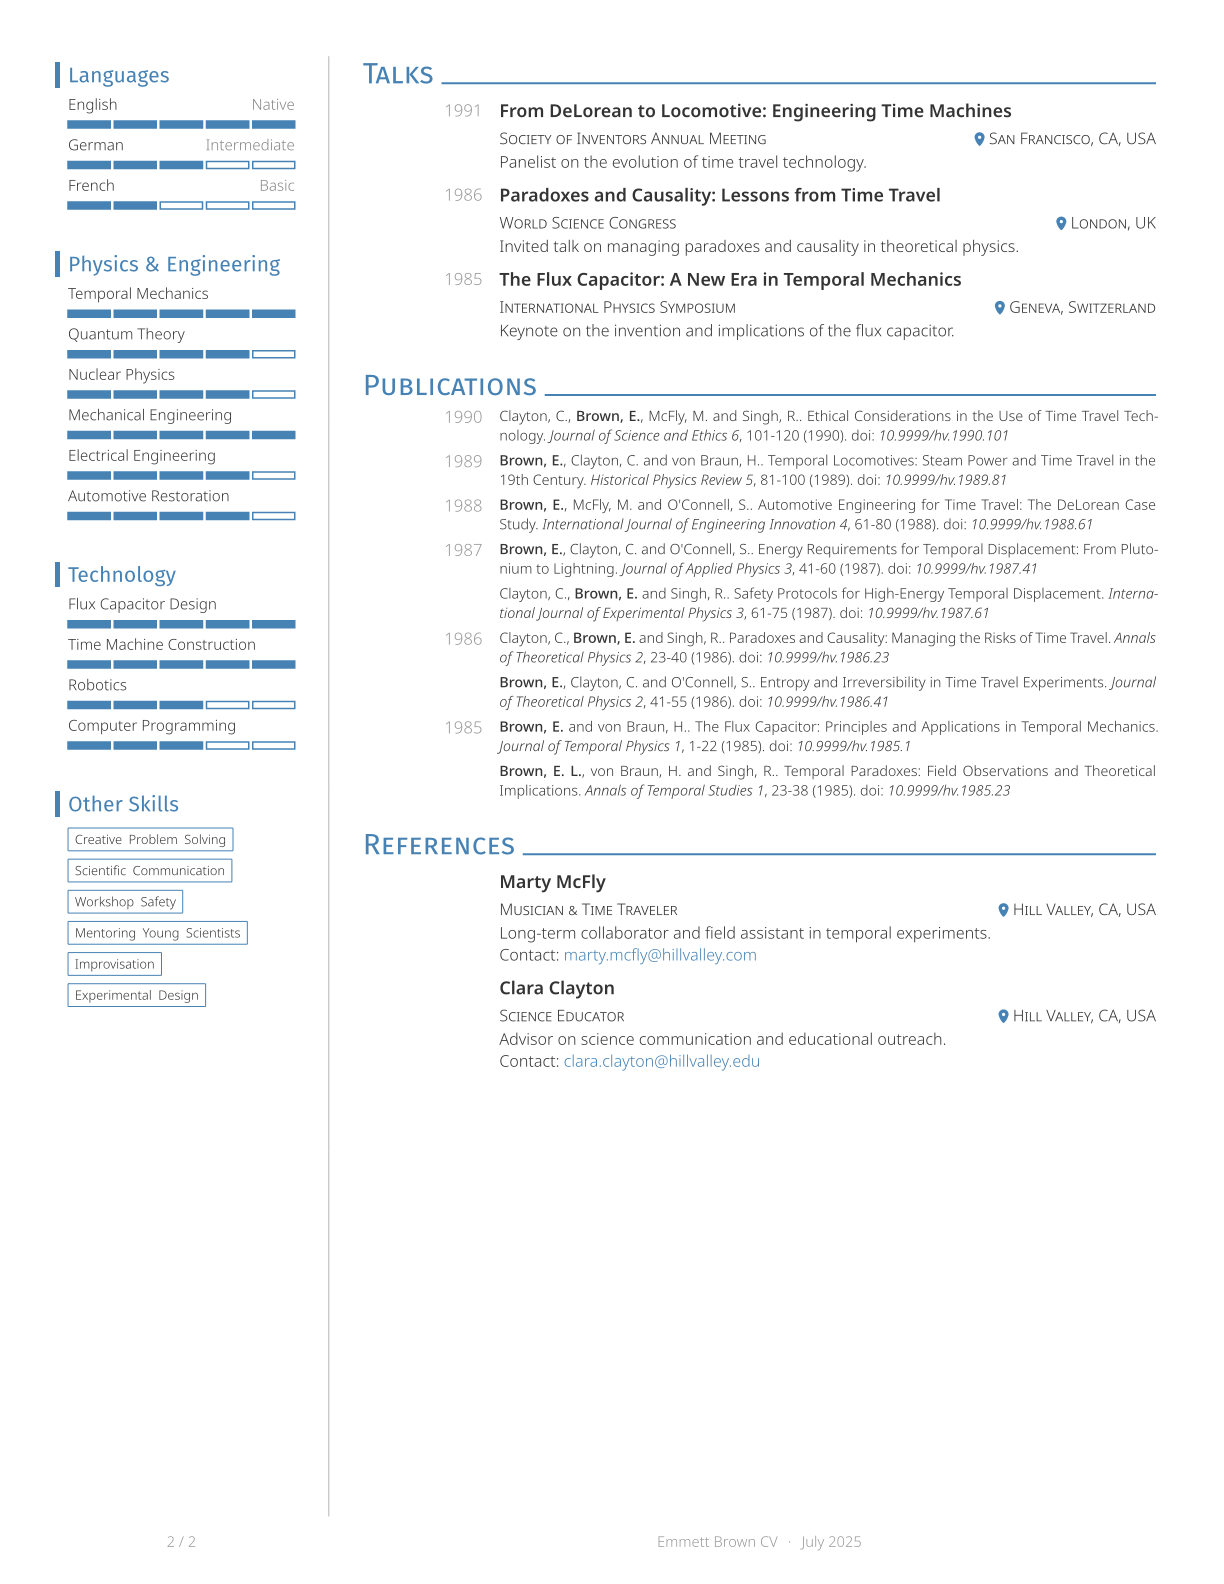 Languages
English Native
German Intermediate
French Basic
Physics & Engineering
Temporal Mechanics
Quantum Theory
Nuclear Physics
Mechanical Engineering
Electrical Engineering
Automotive Restoration
Technology
Flux Capacitor Design
Time Machine Construction
Robotics
Computer Programming
Other Skills
Creative Problem Solving
Scientific Communication
Workshop Safety
Mentoring Young Scientists
Improvisation
Experimental Design
Talks
1991 From DeLorean to Locomotive: Engineering Time Machines
Society of Inventors Annual Meeting San Francisco, CA, USA
Panelist on the evolution of time travel technology.
1986 Paradoxes and Causality: Lessons from Time Travel
World Science Congress London, UK
Invited talk on managing paradoxes and causality in theoretical physics.
1985 The Flux Capacitor: A New Era in Temporal Mechanics
International Physics Symposium Geneva, Switzerland
Keynote on the invention and implications of the flux capacitor.
Publications
1990 Clayton, C., Brown, E., McFly, M. and Singh, R.. Ethical Considerations in the Use of Time Travel Tech-
nology. Journal of Science and Ethics 6, 101-120 (1990). doi: 10.9999/hv.1990.101
1989 Brown, E., Clayton, C. and von Braun, H.. Temporal Locomotives: Steam Power and Time Travel in the
19th Century. Historical Physics Review 5, 81-100 (1989). doi: 10.9999/hv.1989.81
1988 Brown, E., McFly, M. and O'Connell, S.. Automotive Engineering for Time Travel: The DeLorean Case
Study. International Journal of Engineering Innovation 4, 61-80 (1988). doi: 10.9999/hv.1988.61
1987 Brown, E., Clayton, C. and O'Connell, S.. Energy Requirements for Temporal Displacement: From Pluto-
nium to Lightning. Journal of Applied Physics 3, 41-60 (1987). doi: 10.9999/hv.1987.41
Clayton, C., Brown, E. and Singh, R.. Safety Protocols for High-Energy Temporal Displacement. Interna-
tional Journal of Experimental Physics 3, 61-75 (1987). doi: 10.9999/hv.1987.61
1986 Clayton, C., Brown, E. and Singh, R.. Paradoxes and Causality: Managing the Risks of Time Travel. Annals
of Theoretical Physics 2, 23-40 (1986). doi: 10.9999/hv.1986.23
Brown, E., Clayton, C. and O'Connell, S.. Entropy and Irreversibility in Time Travel Experiments. Journal
of Theoretical Physics 2, 41-55 (1986). doi: 10.9999/hv.1986.41
1985 Brown, E. and von Braun, H.. The Flux Capacitor: Principles and Applications in Temporal Mechanics.
Journal of Temporal Physics 1, 1-22 (1985). doi: 10.9999/hv.1985.1
Brown, E. L., von Braun, H. and Singh, R.. Temporal Paradoxes: Field Observations and Theoretical
Implications. Annals of Temporal Studies 1, 23-38 (1985). doi: 10.9999/hv.1985.23
References
Marty McFly
Musician & Time Traveler Hill Valley, CA, USA
Long-term collaborator and field assistant in temporal experiments.
Contact: marty.mcfly@hillvalley.com
Clara Clayton
Science Educator Hill Valley, CA, USA
Advisor on science communication and educational outreach.
Contact: clara.clayton@hillvalley.edu
2 / 2
Emmett Brown CV · July 2025